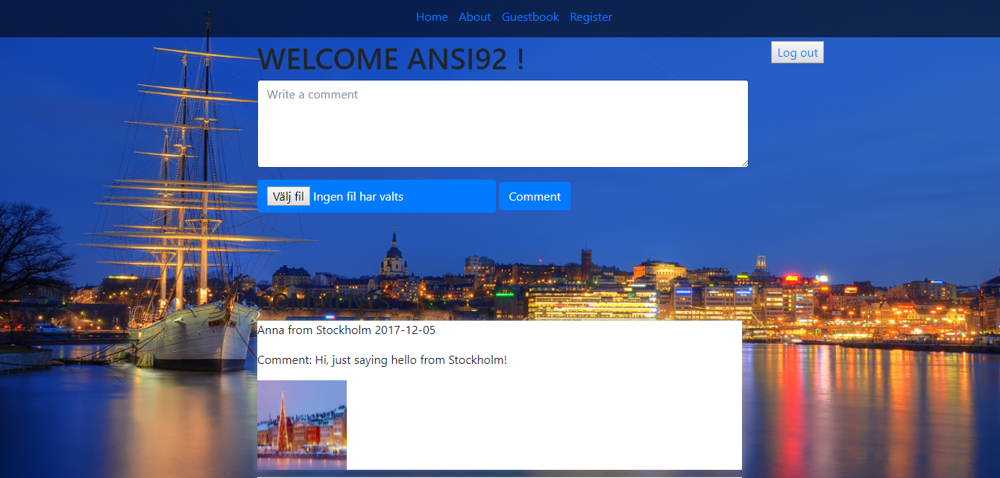 Home About Guestbook Register
WELCOME ANSI92 !
Log out
Write a comment
Välj fil Ingen fil har valts
Comment
COMMENTS
Anna from Stockholm 2017-12-05
Comment: Hi, just saying hello from Stockholm!